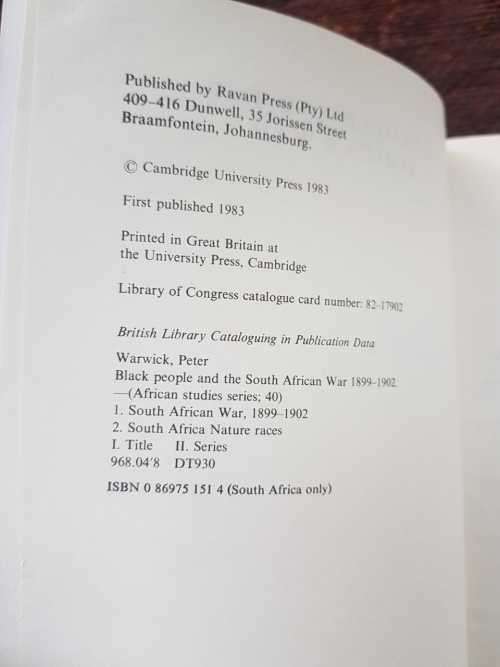 Published by Ravan Press (Pty) Ltd
409–416 Dunwell, 35 Jorissen Street
Braamfontein, Johannesburg.
© Cambridge University Press 1983
First published 1983
Printed in Great Britain at
the University Press, Cambridge
Library of Congress catalogue card number: 82-17902
British Library Cataloguing in Publication Data
Warwick, Peter
Black people and the South African War 1899-1902
—(African studies series; 40)
1. South African War, 1899-1902
2. South Africa Nature races
I. Title II. Series
968.04'8 DT930
ISBN 0 86975 151 4 (South Africa only)